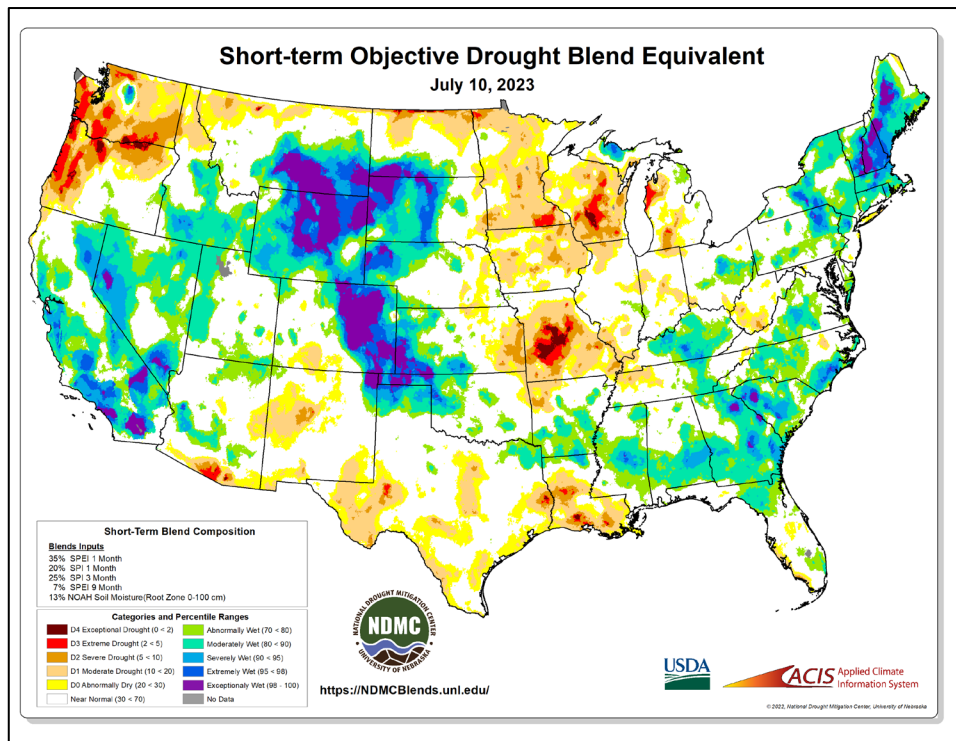 Short-term Objective Drought Blend Equivalent
July 10, 2023
Short-Term Blend Composition
Blends Inputs
35% SPEI 1 Month
20% SPI 1 Month
25% SPI 3 Month
7% SPEI 9 Month
13% NOAH Soil Moisture(Root Zone 0-100 cm)
Categories and Percentile Ranges
D4 Exceptional Drought (0 < 2)
D3 Extreme Drought (2 < 5)
D2 Severe Drought (5 < 10)
D1 Moderate Drought (10 < 20)
D0 Abnormally Dry (20 < 30)
Near Normal (30 < 70)
Abnormally Wet (70 < 80)
Moderately Wet (80 < 90)
Severely Wet (90 < 95)
Extremely Wet (95 < 98)
Exceptionaly Wet (98 - 100)
No Data
NATIONAL DROUGHT MITIGATION CENTER
NDMC
UNIVERSITY OF NEBRASKA
https://NDMCBlends.unl.edu/
USDA
ACIS Applied Climate
Information System
© 2022, National Drought Mitigation Center, University of Nebraska